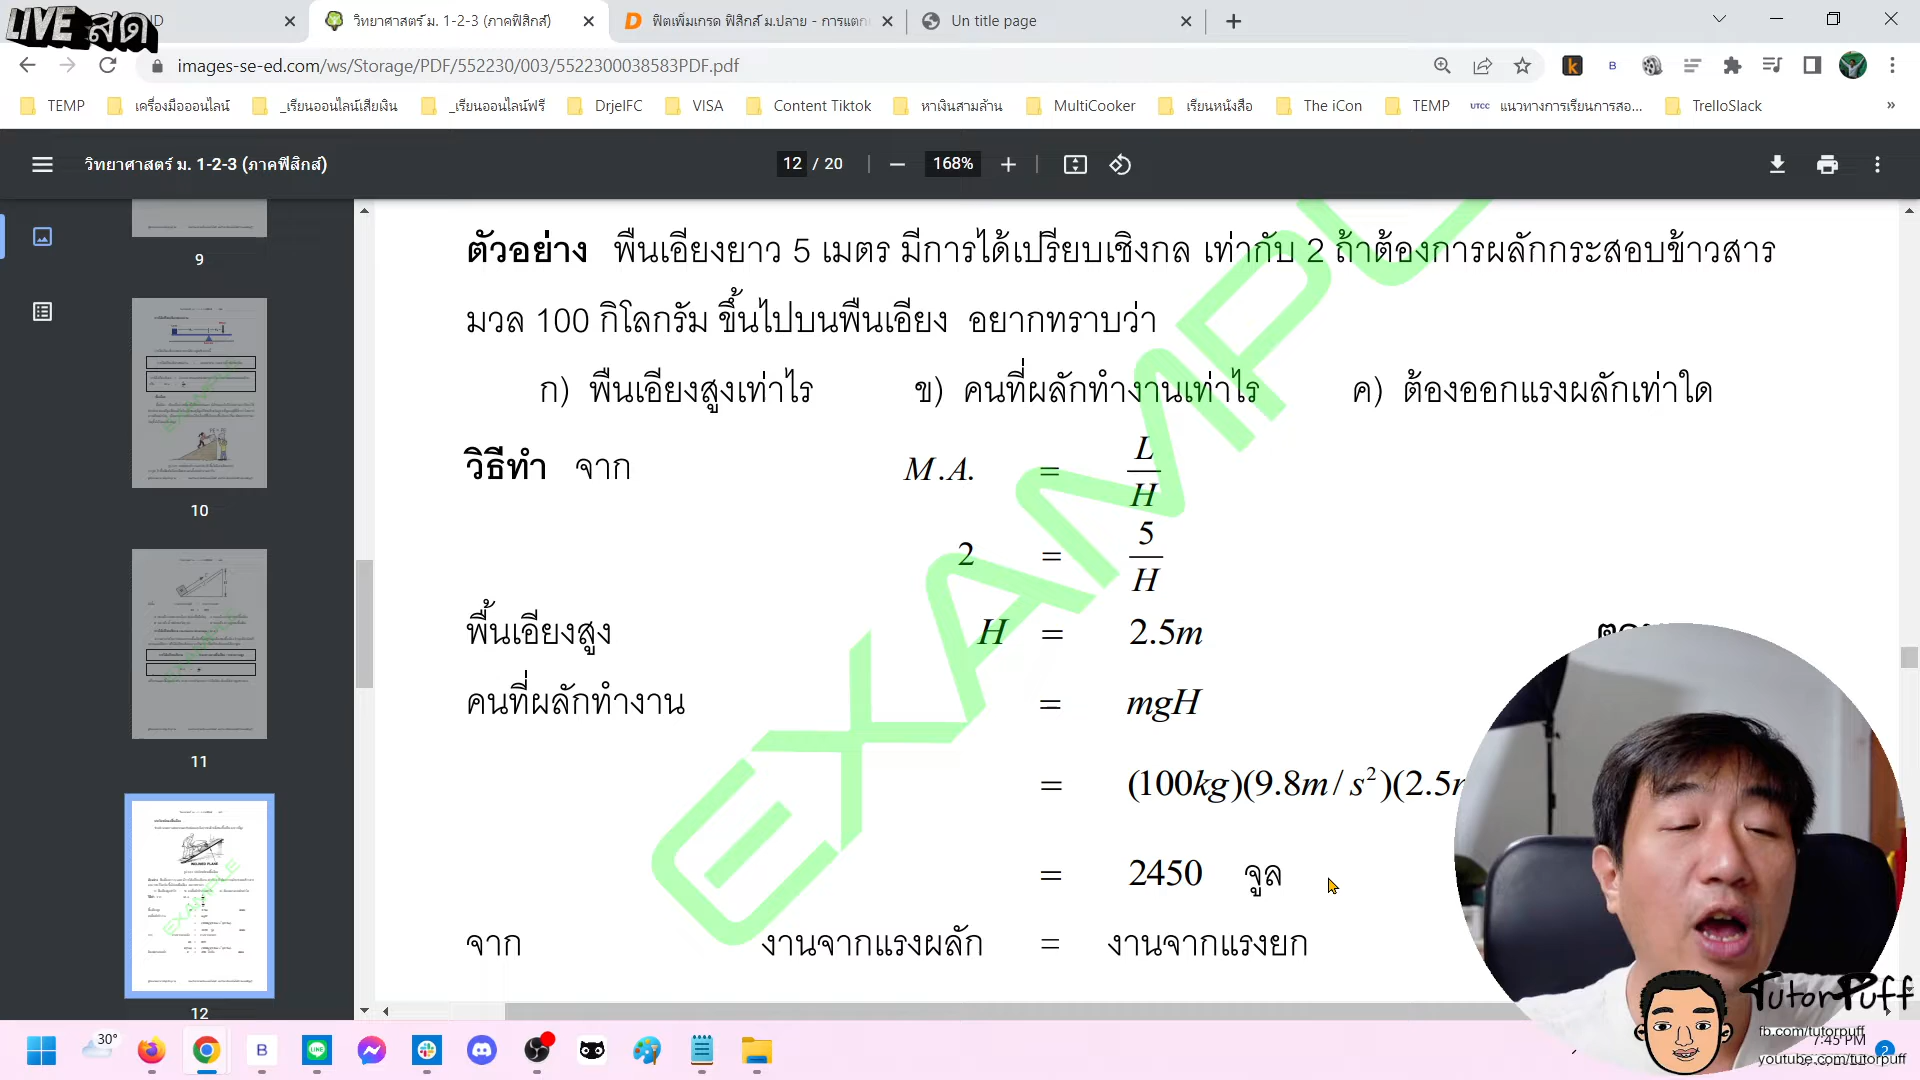 LIVE สด
ND
วิทยาศาสตร์ ม. 1-2-3 (ภาคฟิสิกส์)
ฟิตเพิ่มเกรด ฟิสิกส์ ม.ปลาย - การแตก
Un title page
images-se-ed.com/ws/Storage/PDF/552230/003/5522300038583PDF.pdf
TEMP
เครื่องมือออนไลน์
_เรียนออนไลน์เสียเงิน
_เรียนออนไลน์ฟรี
DrjeIFC
VISA
Content Tiktok
หาเงินสามล้าน
MultiCooker
เรียนหนังสือ
The iCon
TEMP
UTCC แนวทางการเรียนการสอ...
TrelloSlack
»
วิทยาศาสตร์ ม. 1-2-3 (ภาคฟิสิกส์)
12 / 20
168%
9
10
11
12
EXAMPL
ตัวอย่าง พืนเอียงยาว 5 เมตร มีการได้เปรียบเชิงกล เท่ากับ 2 ถ้าต้องการผลักกระสอบข้าวสาร
มวล 100 กิโลกรัม ขึ้นไปบนพืนเอียง อยากทราบว่า
ก) พืนเอียงสูงเท่าไร ข) คนที่ผลักทำงานเท่าไร ค) ต้องออกแรงผลักเท่าใด
วิธีทำ จาก M.A. = L/H
2 = 5/H
พื้นเอียงสูง H = 2.5m
คนที่ผลักทำงาน = mgH
= (100kg)(9.8m/s²)(2.5
= 2450 จูล
จาก งานจากแรงผลัก = งานจากแรงยก
TUTORPUFF
fb.com/tutorpuff
youtube.com/tutorpuff
30°
7:45 PM
2